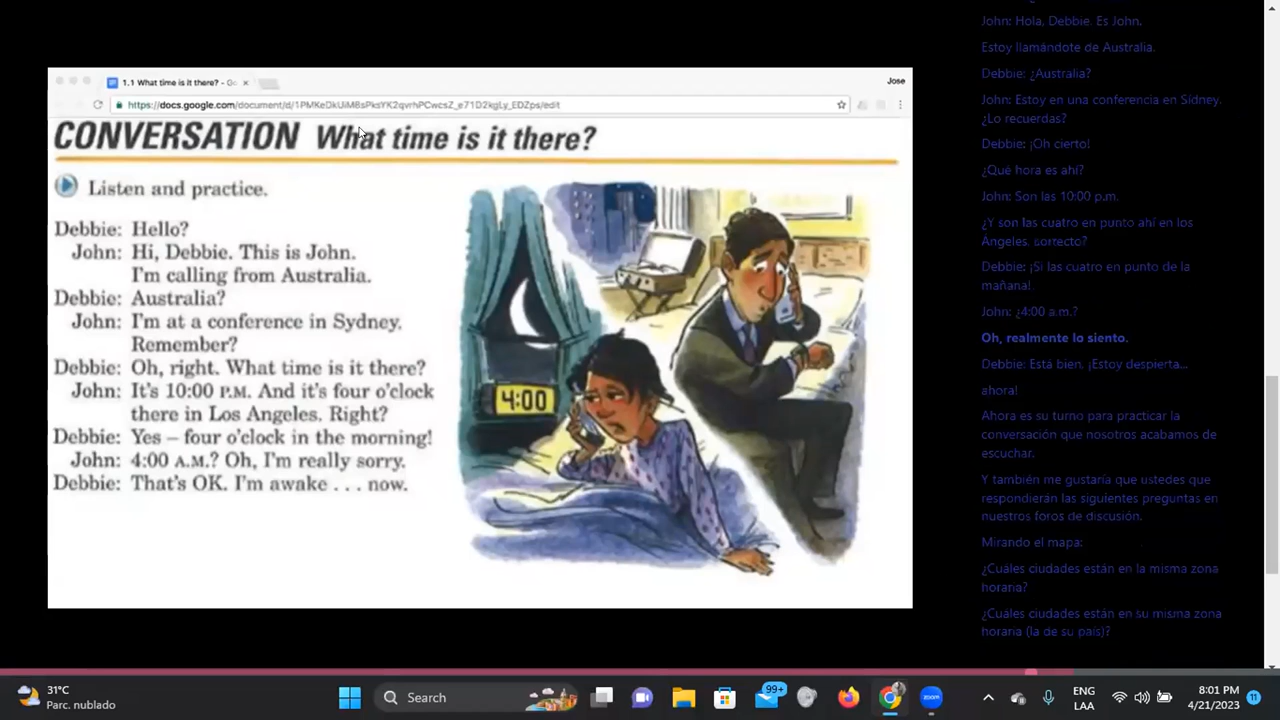 1.1 What time is it there? - Go
Jose
https://docs.google.com/document/d/1PMKeDkUiM8sPksYK2qvrhPCwcsZ_e71D2kgLy_EDZps/edit
CONVERSATION What time is it there?
Listen and practice.
Debbie: Hello?
John: Hi, Debbie. This is John.
I'm calling from Australia.
Debbie: Australia?
John: I'm at a conference in Sydney.
Remember?
Debbie: Oh, right. What time is it there?
John: It's 10:00 P.M. And it's four o'clock
there in Los Angeles. Right?
Debbie: Yes – four o'clock in the morning!
John: 4:00 A.M.? Oh, I'm really sorry.
Debbie: That's OK. I'm awake . . . now.
4:00
John: Hola, Debbie. Es John.
Estoy llamándote de Australia.
Debbie: ¿Australia?
John: Estoy en una conferencia en Sídney.
¿Lo recuerdas?
Debbie: ¡Oh cierto!
¿Qué hora es ahí?
John: Son las 10:00 p.m.
¿Y son las cuatro en punto ahí en los
Ángeles, correcto?
Debbie: ¡Si las cuatro en punto de la
mañana!
John: ¿4:00 a.m.?
Oh, realmente lo siento.
Debbie: Está bien. ¡Estoy despierta...
ahora!
Ahora es su turno para practicar la
conversación que nosotros acabamos de
escuchar.
Y también me gustaría que ustedes que
respondierán las siguientes preguntas en
nuestros foros de discusión.
Mirando el mapa:
¿Cuáles ciudades están en la misma zona
horaria?
¿Cuáles ciudades están en su misma zona
horaria (la de su país)?
31°C
Parc. nublado
Search
99+
ENG
LAA
8:01 PM
4/21/2023
11